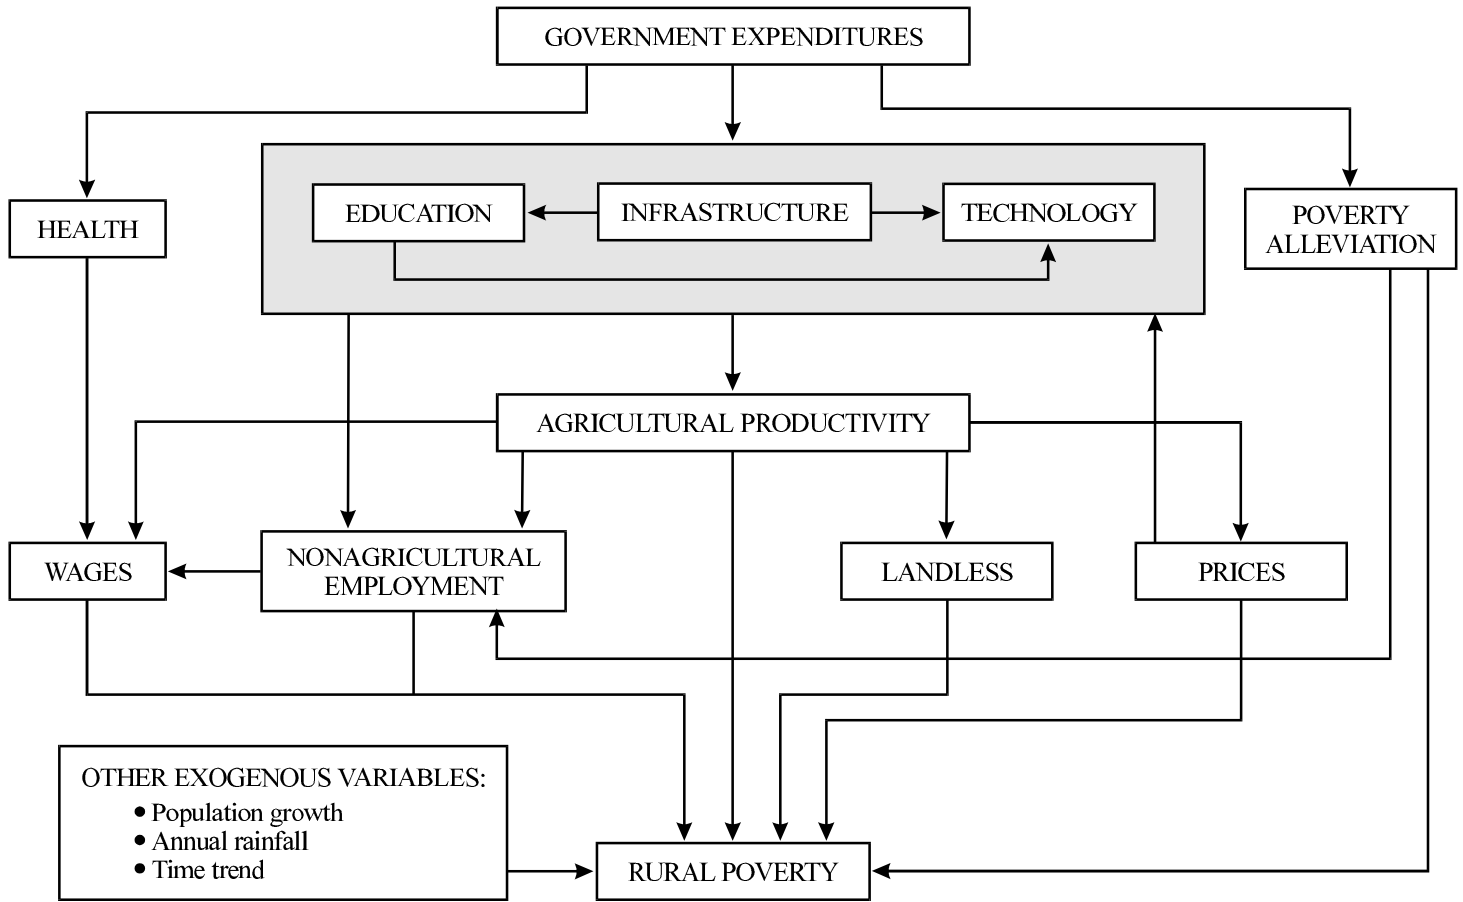 GOVERNMENT EXPENDITURES
EDUCATION
INFRASTRUCTURE
TECHNOLOGY
HEALTH
POVERTY
ALLEVIATION
AGRICULTURAL PRODUCTIVITY
WAGES
NONAGRICULTURAL
EMPLOYMENT
LANDLESS
PRICES
OTHER EXOGENOUS VARIABLES:
• Population growth
• Annual rainfall
• Time trend
RURAL POVERTY